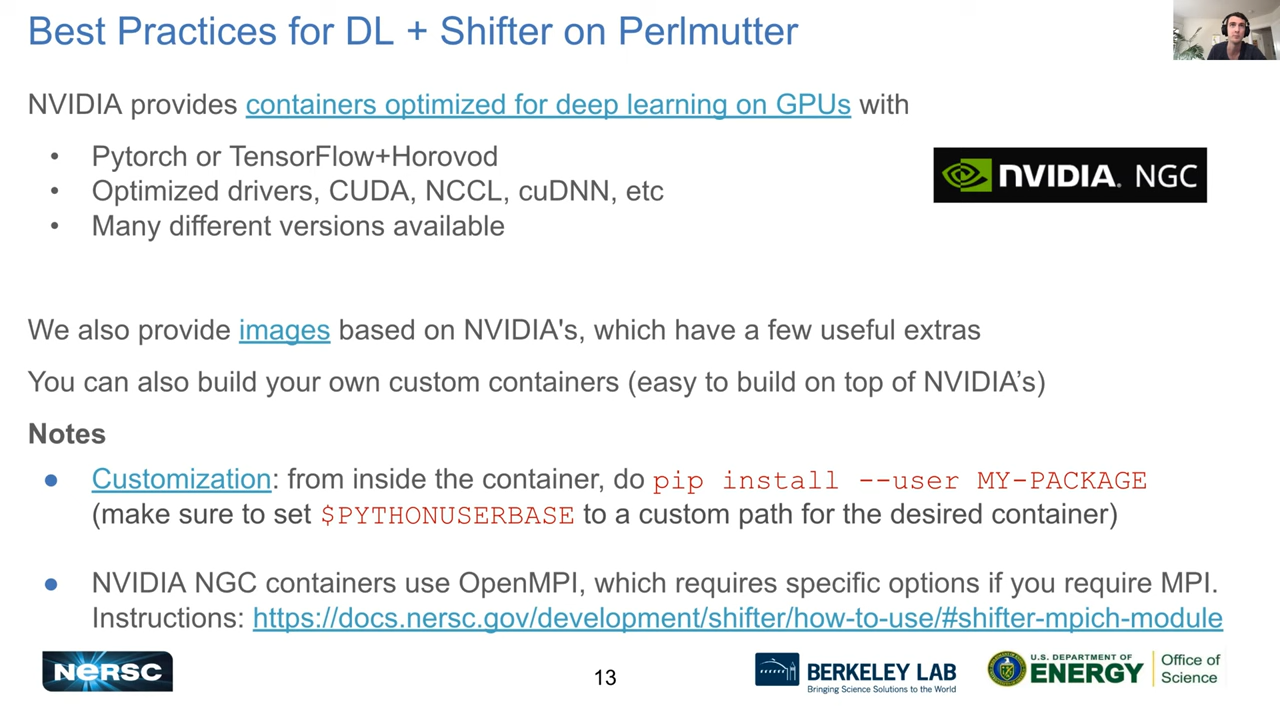 Best Practices for DL + Shifter on Perlmutter
NVIDIA provides containers optimized for deep learning on GPUs with
• Pytorch or TensorFlow+Horovod
• Optimized drivers, CUDA, NCCL, cuDNN, etc
• Many different versions available
NVIDIA. NGC
We also provide images based on NVIDIA's, which have a few useful extras
You can also build your own custom containers (easy to build on top of NVIDIA’s)
Notes
● Customization: from inside the container, do pip install --user MY-PACKAGE
(make sure to set $PYTHONUSERBASE to a custom path for the desired container)
● NVIDIA NGC containers use OpenMPI, which requires specific options if you require MPI.
Instructions: https://docs.nersc.gov/development/shifter/how-to-use/#shifter-mpich-module
NERSC
13
BERKELEY LAB
Bringing Science Solutions to the World
U.S. DEPARTMENT OF
ENERGY
Office of
Science